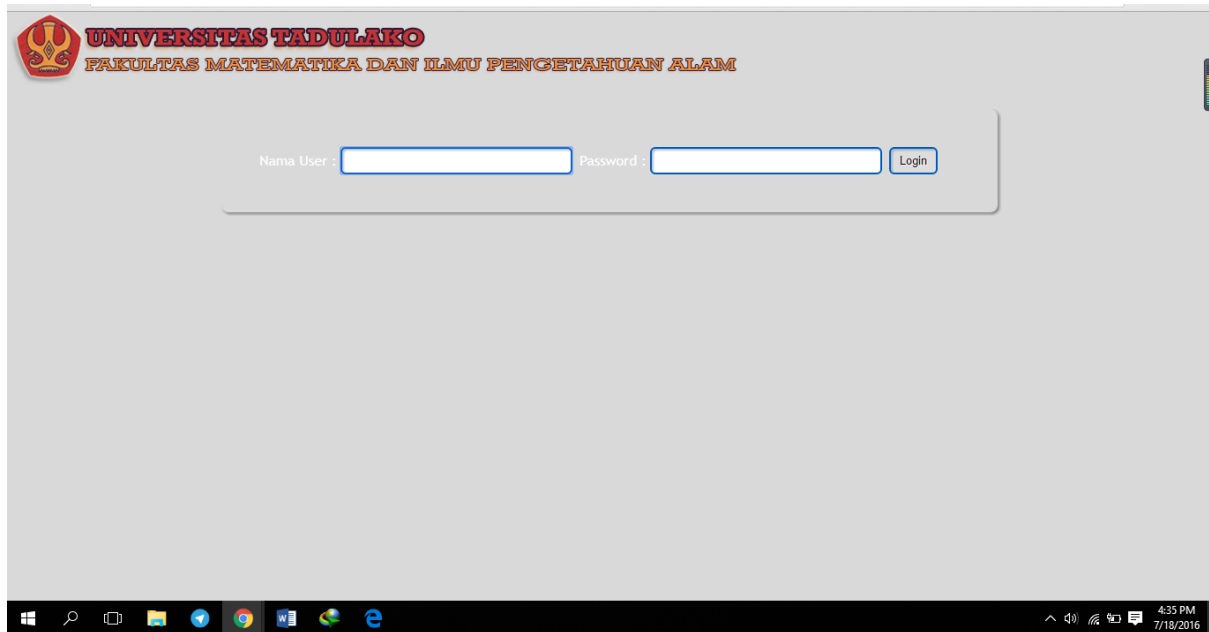 UNIVERSITAS TADULAKO
FAKULTAS MATEMATIKA DAN ILMU PENGETAHUAN ALAM
Nama User : Password : Login
4:35 PM
7/18/2016